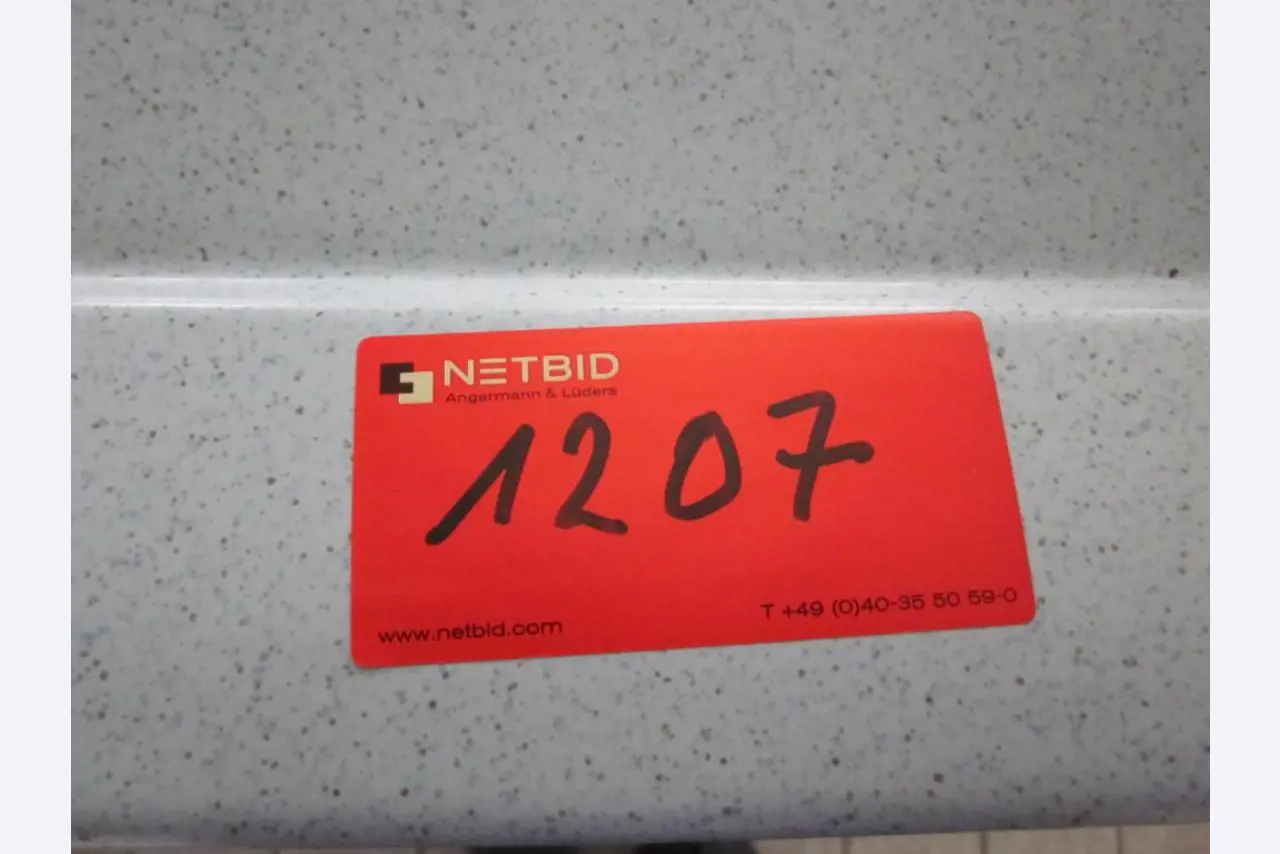 NETBID
Angermann & Lüders
1207
www.netbid.com
T +49 (0)40-35 50 59-0